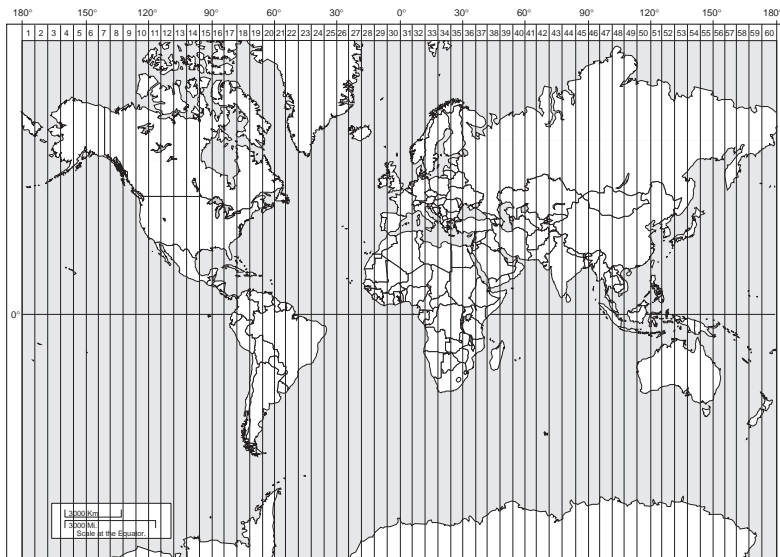 180° 150° 120° 90° 60° 30° 0° 30° 60° 90° 120° 150° 180°
1 2 3 4 5 6 7 8 9 10 11 12 13 14 15 16 17 18 19 20 21 22 23 24 25 26 27 28 29 30 31 32 33 34 35 36 37 38 39 40 41 42 43 44 45 46 47 48 49 50 51 52 53 54 55 56 57 58 59 60
0°
3000 Km
3000 Mi.
Scale at the Equator.